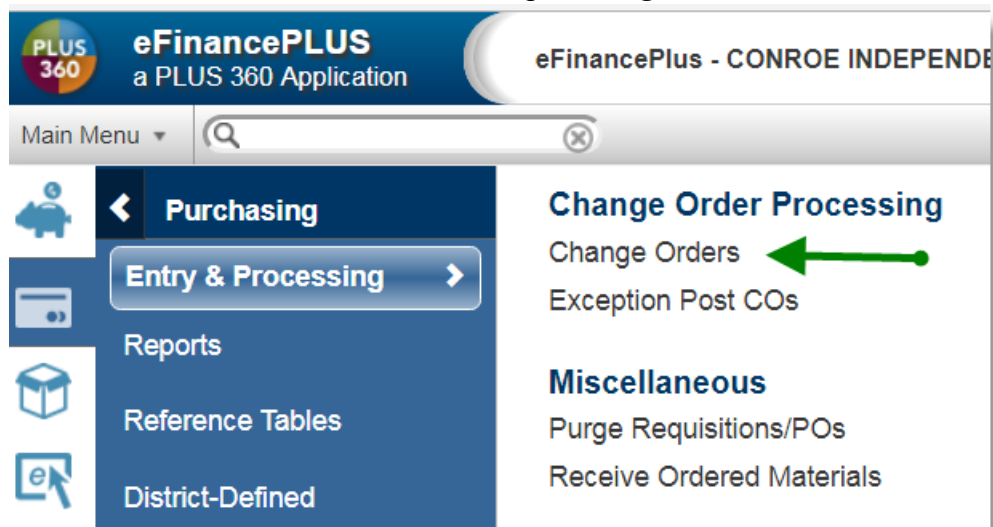 PLUS
360
eFinancePLUS
a PLUS 360 Application
eFinancePlus - CONROE INDEPENDE
Main Menu
Purchasing
Entry & Processing
Reports
Reference Tables
District-Defined
Change Order Processing
Change Orders
Exception Post COs
Miscellaneous
Purge Requisitions/POs
Receive Ordered Materials
e